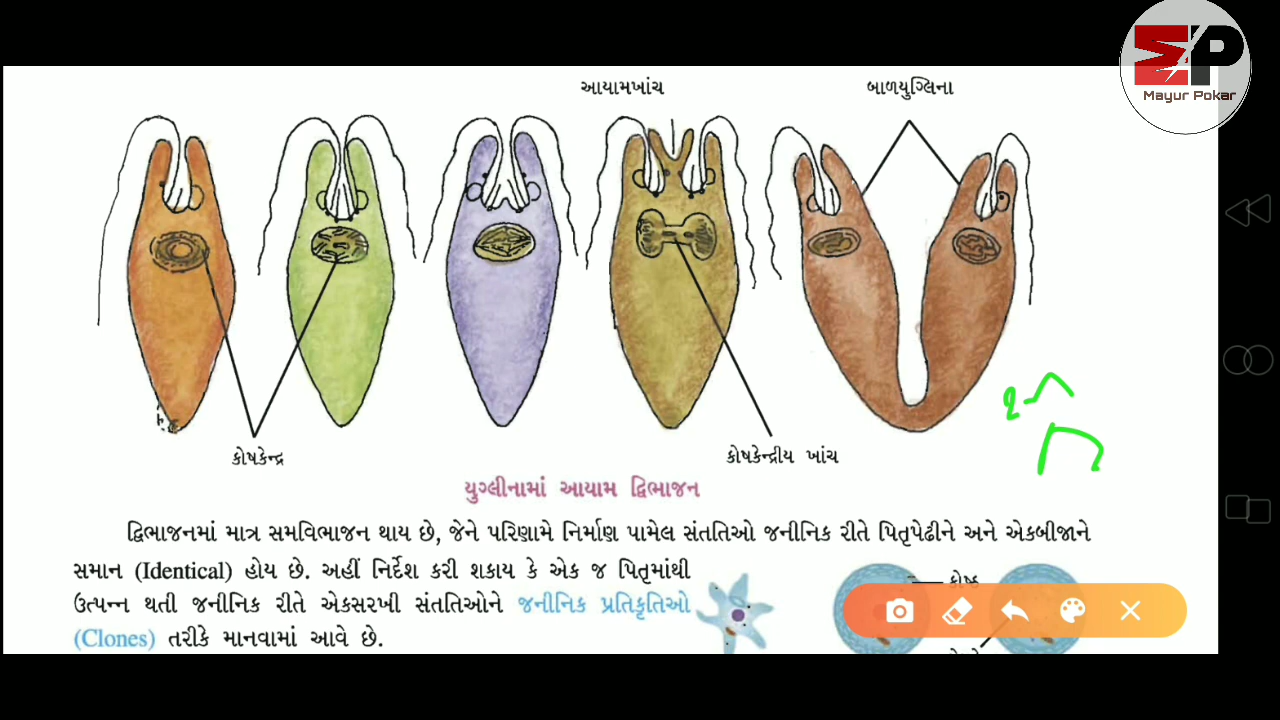 Mayur Pokar
આયામખાંચ
બાળયુગ્લિના
કોષકેન્દ્ર
કોષકેન્દ્રીય ખાંચ
યુગ્લીનામાં આયામ દ્વિભાજન
દ્વિભાજનમાં માત્ર સમવિભાજન થાય છે, જેને પરિણામે નિર્માણ પામેલ સંતતિઓ જનીનિક રીતે પિતૃપેઢીને અને એકબીજાને
સમાન (Identical) હોય છે. અહીં નિર્દેશ કરી શકાય કે એક જ પિતૃમાંથી
ઉત્પન્ન થતી જનીનિક રીતે એકસરખી સંતતિઓને જનીનિક પ્રતિકૃતિઓ
(Clones) તરીકે માનવામાં આવે છે.